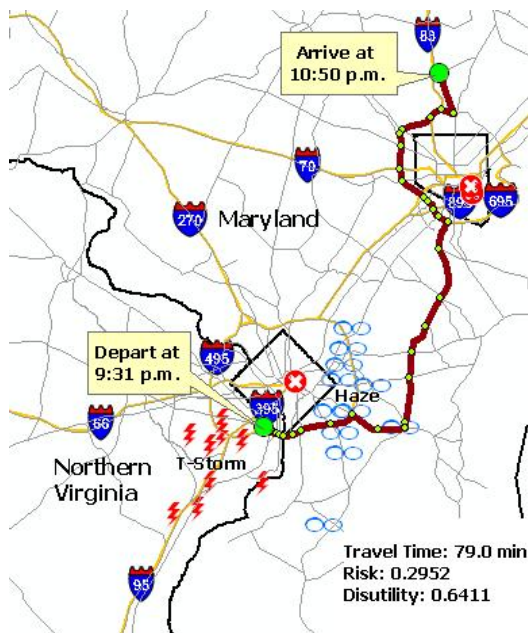 83
Arrive at
10:50 p.m.
70
895
695
270
Maryland
Depart at
9:31 p.m.
495
395
Haze
66
T-Storm
Northern
Virginia
95
Travel Time: 79.0 min
Risk: 0.2952
Disutility: 0.6411